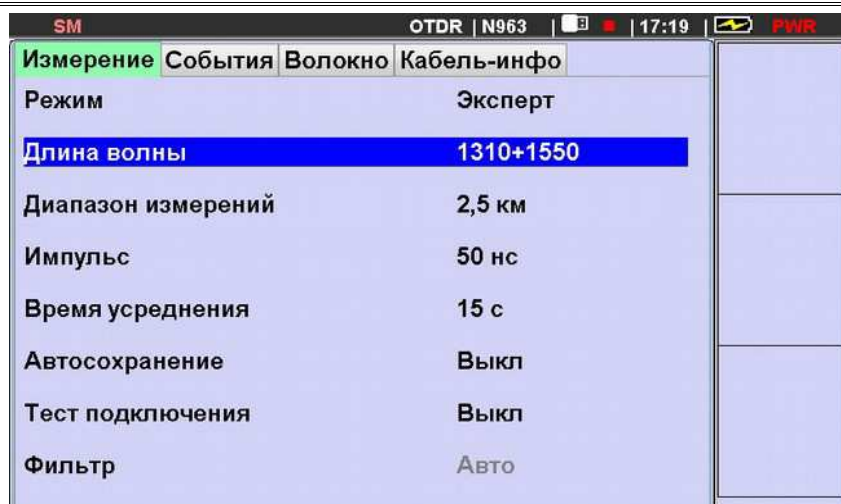 SM OTDR | N963 | | 17:19 | PWR
Измерение События Волокно Кабель-инфо
Режим Эксперт
Длина волны 1310+1550
Диапазон измерений 2,5 км
Импульс 50 нс
Время усреднения 15 с
Автосохранение Выкл
Тест подключения Выкл
Фильтр Авто